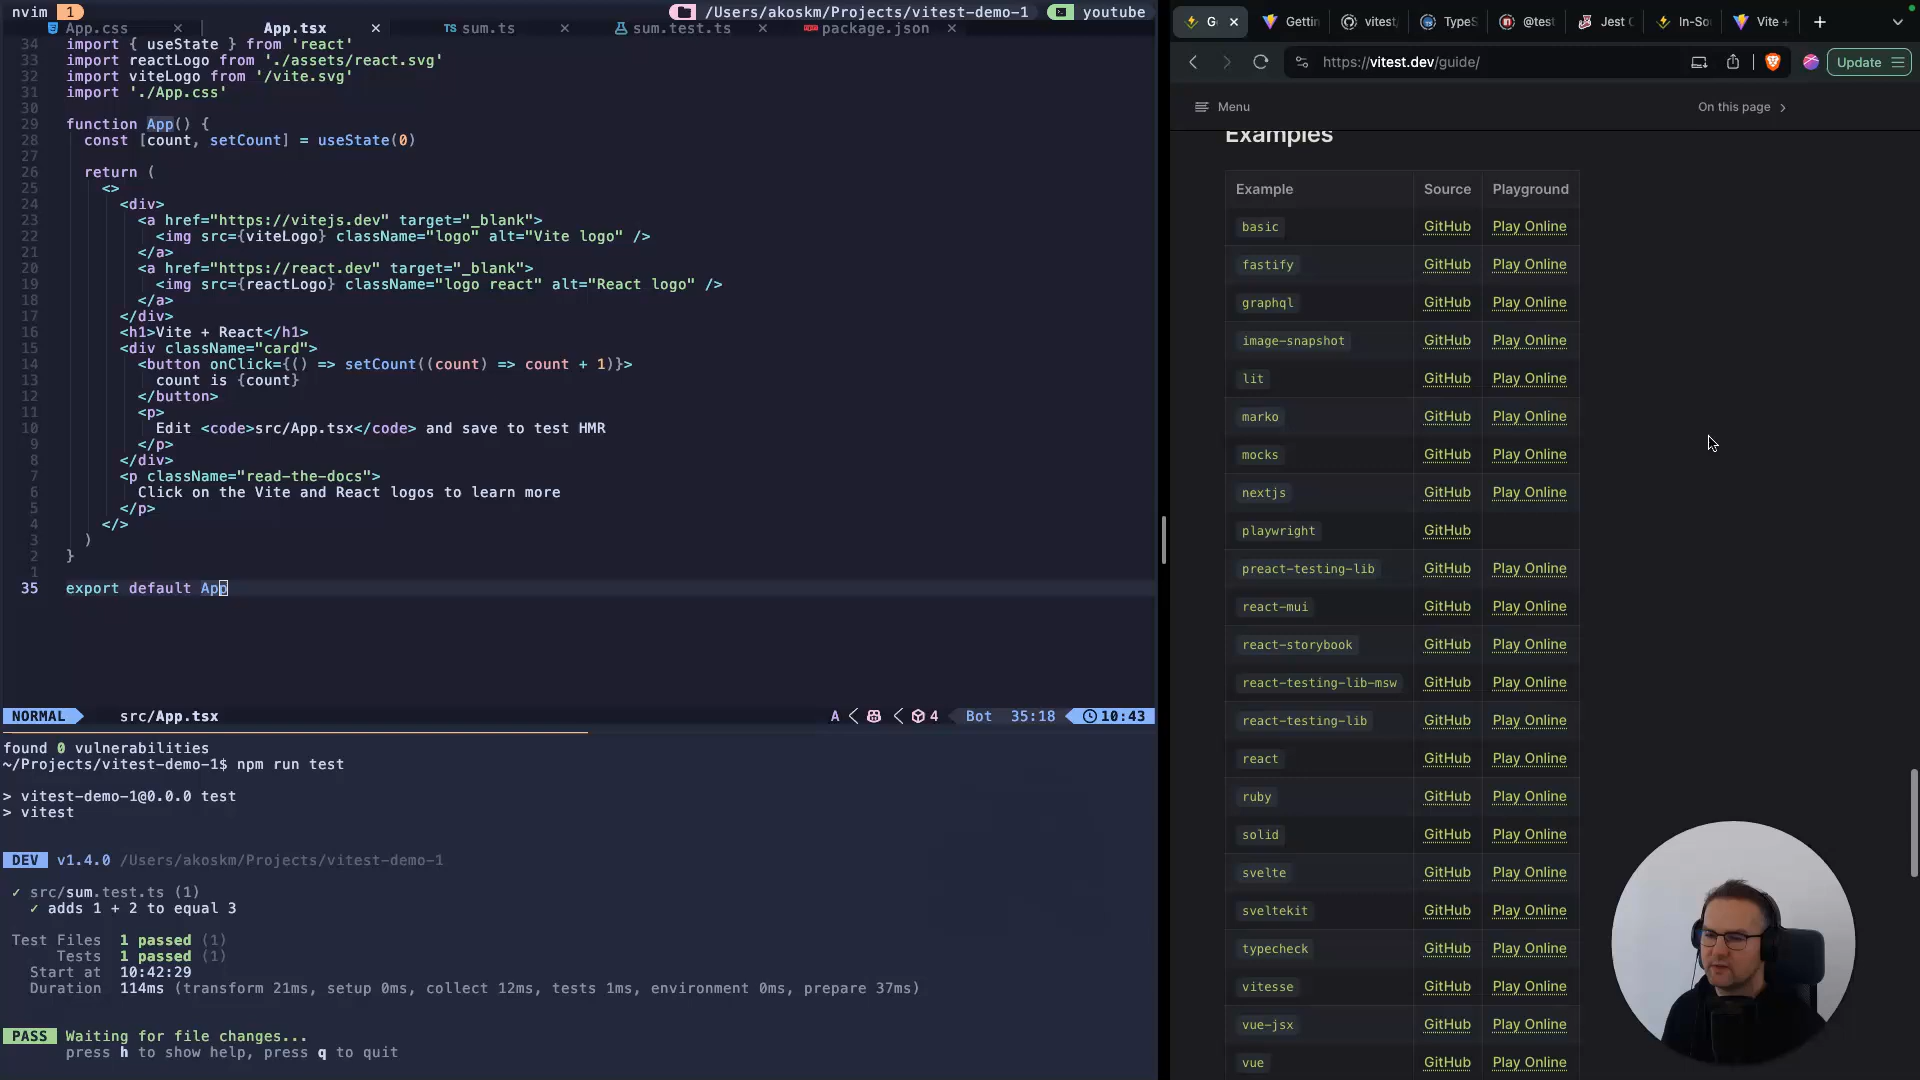 nvim 1 /Users/akoskm/Projects/vitest-demo-1 youtube
App.css App.tsx TS sum.ts sum.test.ts package.json
34 import { useState } from 'react'
33 import reactLogo from './assets/react.svg'
32 import viteLogo from '/vite.svg'
31 import './App.css'
30
29 function App() {
28 const [count, setCount] = useState(0)
27
26 return (
25 <>
24 <div>
23 <a href="https://vitejs.dev" target="_blank">
22 <img src={viteLogo} className="logo" alt="Vite logo" />
21 </a>
20 <a href="https://react.dev" target="_blank">
19 <img src={reactLogo} className="logo react" alt="React logo" />
18 </a>
17 </div>
16 <h1>Vite + React</h1>
15 <div className="card">
14 <button onClick={() => setCount((count) => count + 1)}>
13 count is {count}
12 </button>
11 <p>
10 Edit <code>src/App.tsx</code> and save to test HMR
9 </p>
8 </div>
7 <p className="read-the-docs">
6 Click on the Vite and React logos to learn more
5 </p>
4 </>
3 )
2 }
1
35 export default App
NORMAL src/App.tsx A 4 Bot 35:18 10:43
found 0 vulnerabilities
~/Projects/vitest-demo-1$ npm run test
> vitest-demo-1@0.0.0 test
> vitest
DEV v1.4.0 /Users/akoskm/Projects/vitest-demo-1
✓ src/sum.test.ts (1)
✓ adds 1 + 2 to equal 3
Test Files 1 passed (1)
Tests 1 passed (1)
Start at 10:42:29
Duration 114ms (transform 21ms, setup 0ms, collect 12ms, tests 1ms, environment 0ms, prepare 37ms)
PASS Waiting for file changes...
press h to show help, press q to quit
G Gettin vitest, TypeS @test Jest In-So Vite +
https://vitest.dev/guide/ Update
Menu On this page
Examples
Example Source Playground
basic GitHub Play Online
fastify GitHub Play Online
graphql GitHub Play Online
image-snapshot GitHub Play Online
lit GitHub Play Online
marko GitHub Play Online
mocks GitHub Play Online
nextjs GitHub Play Online
playwright GitHub
preact-testing-lib GitHub Play Online
react-mui GitHub Play Online
react-storybook GitHub Play Online
react-testing-lib-msw GitHub Play Online
react-testing-lib GitHub Play Online
react GitHub Play Online
ruby GitHub Play Online
solid GitHub Play Online
svelte GitHub Play Online
sveltekit GitHub Play Online
typecheck GitHub Play Online
vitesse GitHub Play Online
vue-jsx GitHub Play Online
vue GitHub Play Online